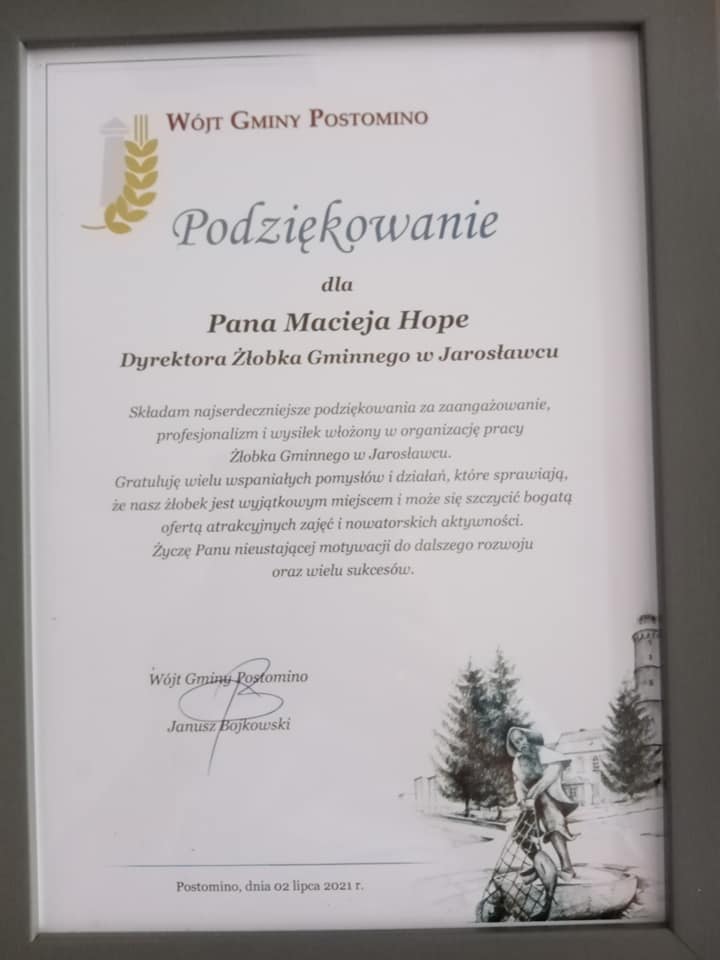 Wójt Gminy Postomino
Podziękowanie
dla
Pana Macieja Hope
Dyrektora Żłobka Gminnego w Jarosławcu
Składam najserdeczniejsze podziękowania za zaangażowanie,
profesjonalizm i wysiłek włożony w organizację pracy
Żłobka Gminnego w Jarosławcu.
Gratuluję wielu wspaniałych pomysłów i działań, które sprawiają,
że nasz żłobek jest wyjątkowym miejscem i może się szczycić bogatą
ofertą atrakcyjnych zajęć i nowatorskich aktywności.
Życzę Panu nieustającej motywacji do dalszego rozwoju
oraz wielu sukcesów.
Wójt Gminy Postomino
Janusz Bojkowski
Postomino, dnia 02 lipca 2021 r.